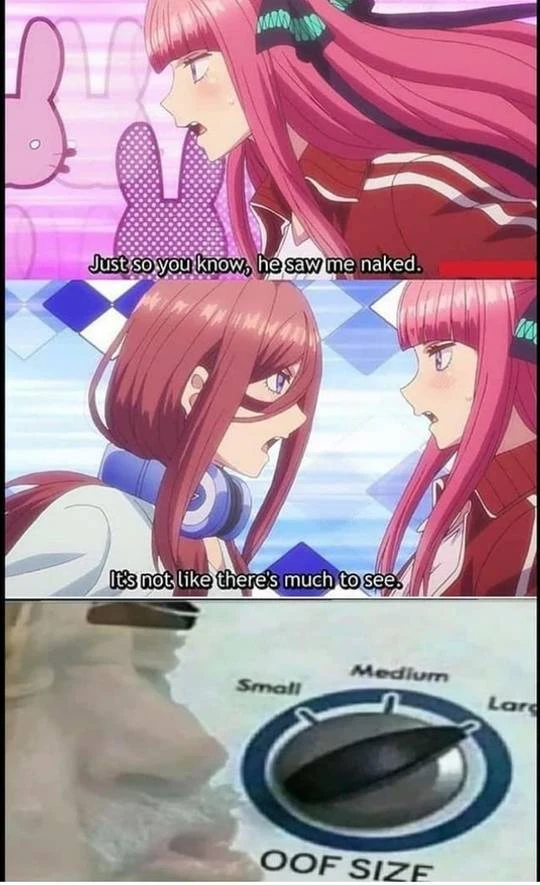 Just so you know, he saw me naked.
It's not like there's much to see.
Small
Medium
Larg
OOF SIZE